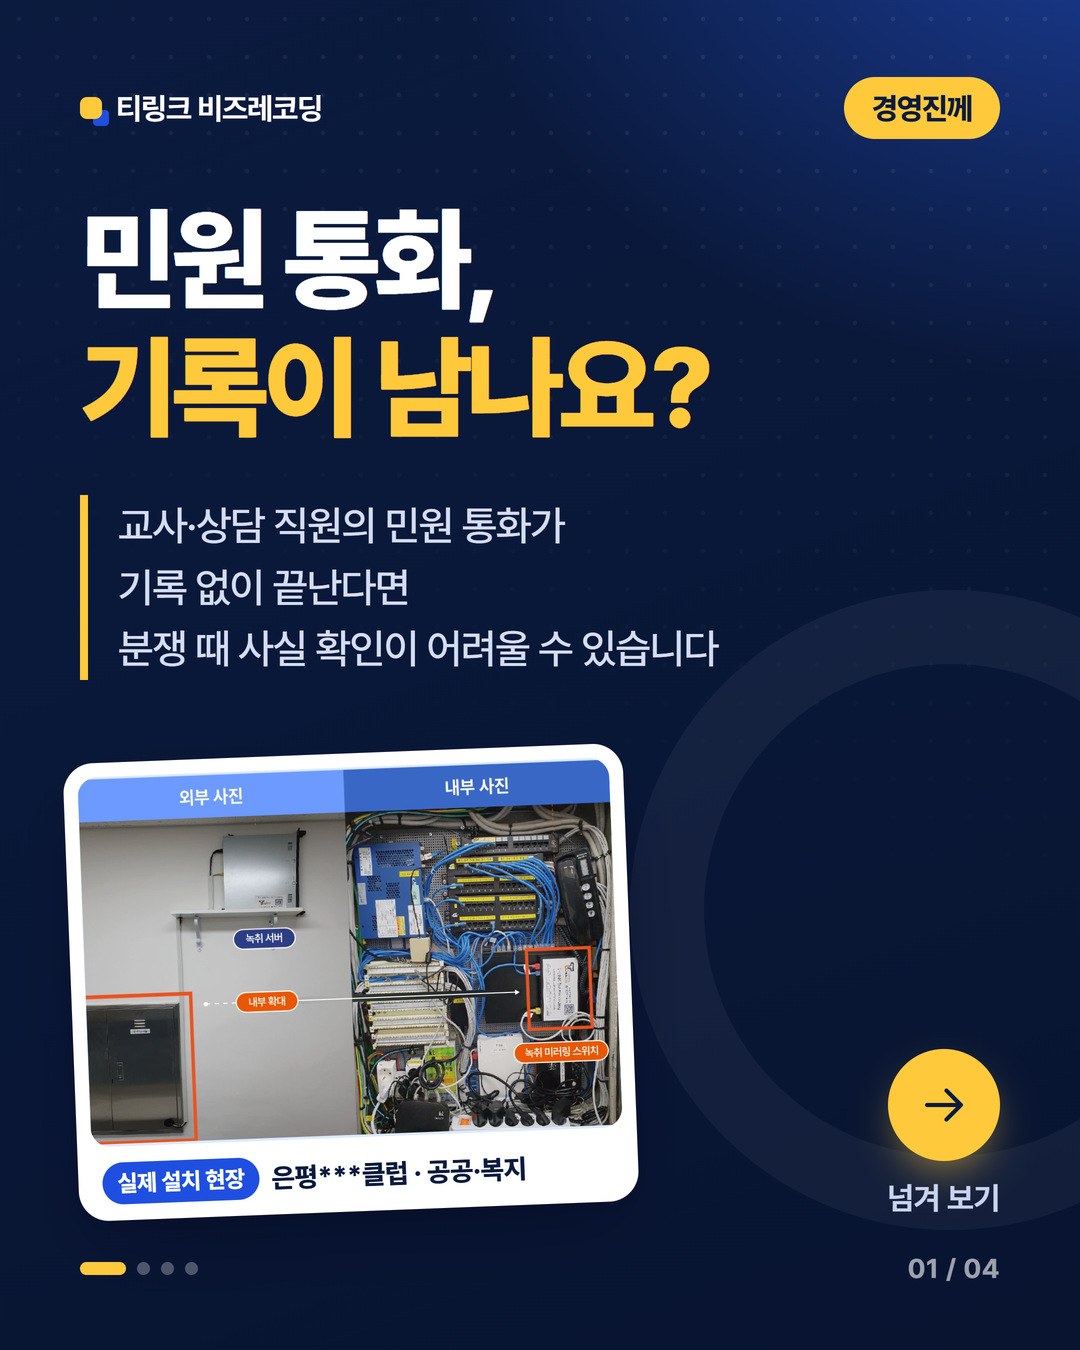 티링크 비즈레코딩
경영진께
민원 통화,
기록이 남나요?
교사·상담 직원의 민원 통화가
기록 없이 끝난다면
분쟁 때 사실 확인이 어려울 수 있습니다
외부 사진
내부 사진
녹취 서버
내부 확대
녹취 미러링 스위치
실제 설치 현장
은평***클럽 · 공공·복지
넘겨 보기
01 / 04